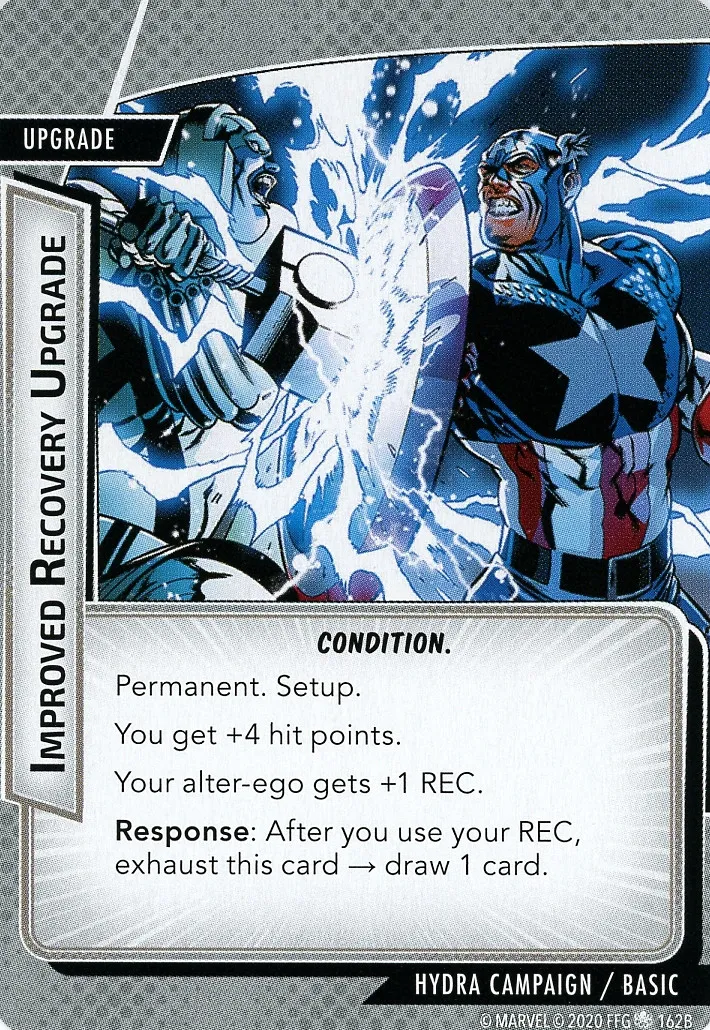 UPGRADE
IMPROVED RECOVERY UPGRADE
CONDITION.
Permanent. Setup.
You get +4 hit points.
Your alter-ego gets +1 REC.
Response: After you use your REC,
exhaust this card → draw 1 card.
HYDRA CAMPAIGN / BASIC
© MARVEL © 2020 FFG 162B